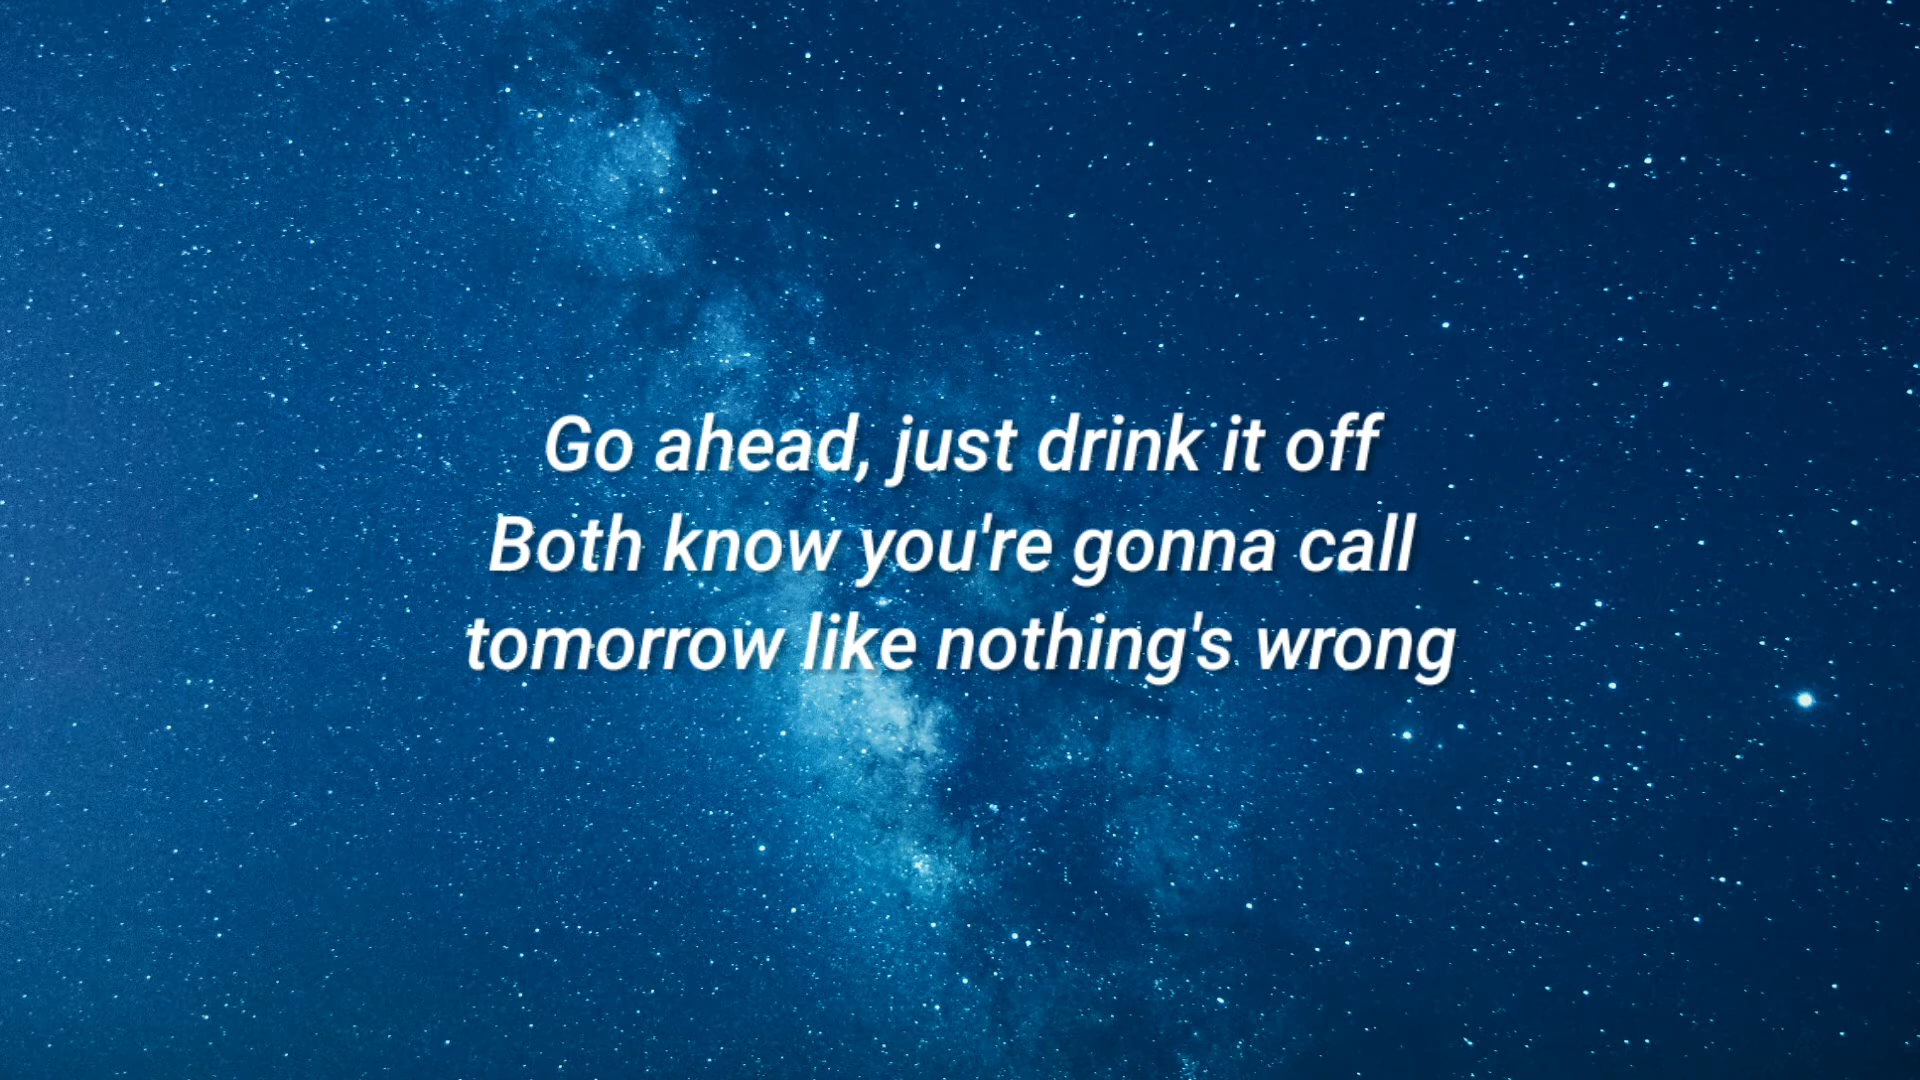 Go ahead, just drink it off
Both know you're gonna call
tomorrow like nothing's wrong